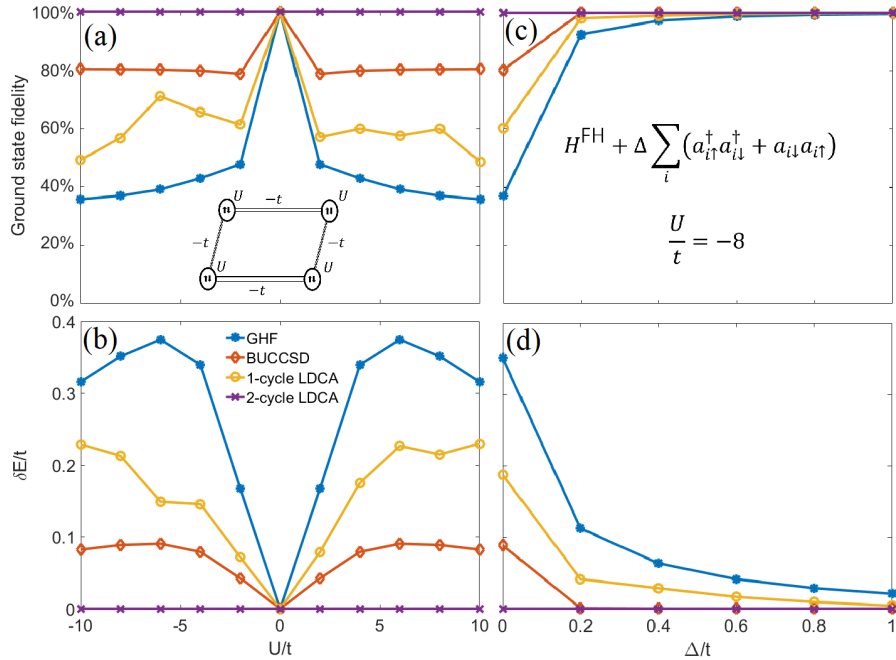 Ground state fidelity
100%
80%
60%
40%
20%
0%
(a)
U
-t
U
-t
-t
U
U
-t
(c)
H^FH + Δ ∑_i (a†_i↑ a†_i↓ + a_i↓ a_i↑)
U/t = −8
δE/t
0.4
0.3
0.2
0.1
0
(b)
GHF
BUCCSD
1-cycle LDCA
2-cycle LDCA
-10
-5
0
5
10
U/t
(d)
0
0.2
0.4
0.6
0.8
1
Δ/t